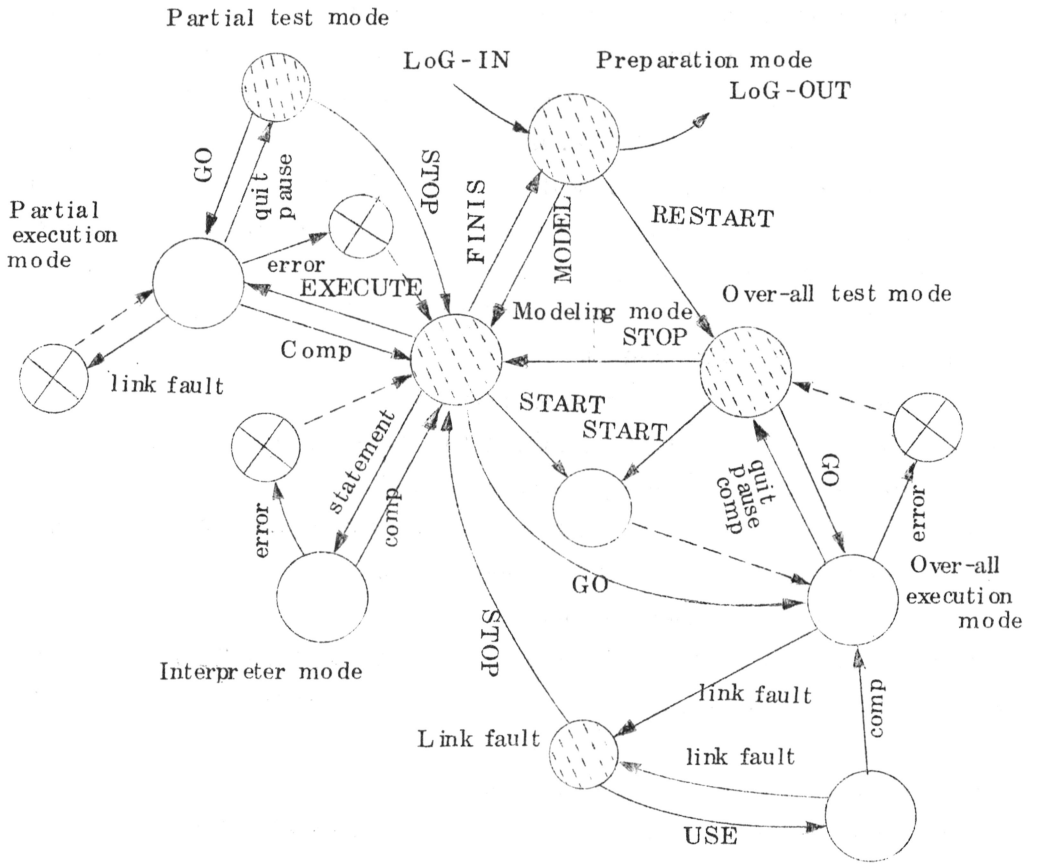 Partial test mode
LoG-IN
Preparation mode
LoG-OUT
GO
quit
pause
STOP
FINIS
MODEL
RESTART
Partial
execution
mode
error
EXECUTE
Modeling mode
Over-all test mode
STOP
Comp
link fault
START
START
statement
comp
error
quit
pause
comp
GO
error
Over-all
execution
mode
GO
STOP
Interpreter mode
link fault
comp
Link fault
link fault
USE